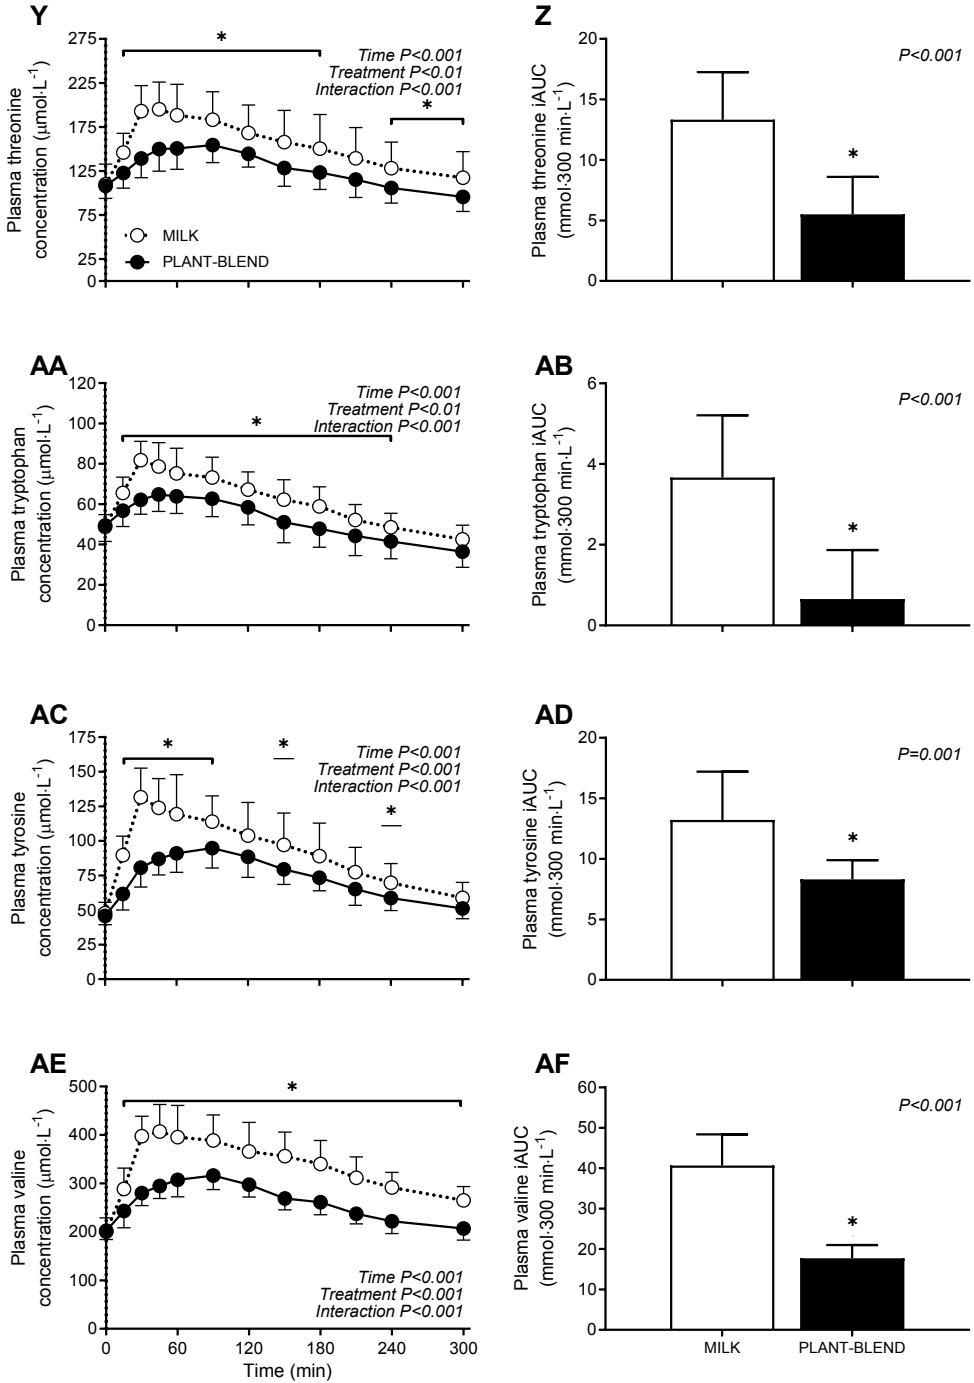 Y
Plasma threonine
concentration (μmol·L⁻¹)
275
225
175
125
75
25
0
*
Time P<0.001
Treatment P<0.01
Interaction P<0.001
*
MILK
PLANT-BLEND
Z
Plasma threonine iAUC
(mmol·300 min·L⁻¹)
20
15
10
5
0
P<0.001
*
AA
Plasma tryptophan
concentration (μmol·L⁻¹)
120
100
80
60
40
20
0
Time P<0.001
Treatment P<0.01
Interaction P<0.001
*
AB
Plasma tryptophan iAUC
(mmol·300 min·L⁻¹)
6
4
2
0
P<0.001
*
AC
Plasma tyrosine
concentration (μmol·L⁻¹)
175
150
125
100
75
50
25
0
*
*
Time P<0.001
Treatment P<0.001
Interaction P<0.001
*
AD
Plasma tyrosine iAUC
(mmol·300 min·L⁻¹)
20
15
10
5
0
P=0.001
*
AE
Plasma valine
concentration (μmol·L⁻¹)
500
400
300
200
100
0
*
Time P<0.001
Treatment P<0.001
Interaction P<0.001
0 60 120 180 240 300
Time (min)
AF
Plasma valine iAUC
(mmol·300 min·L⁻¹)
60
50
40
30
20
10
0
P<0.001
*
MILK PLANT-BLEND